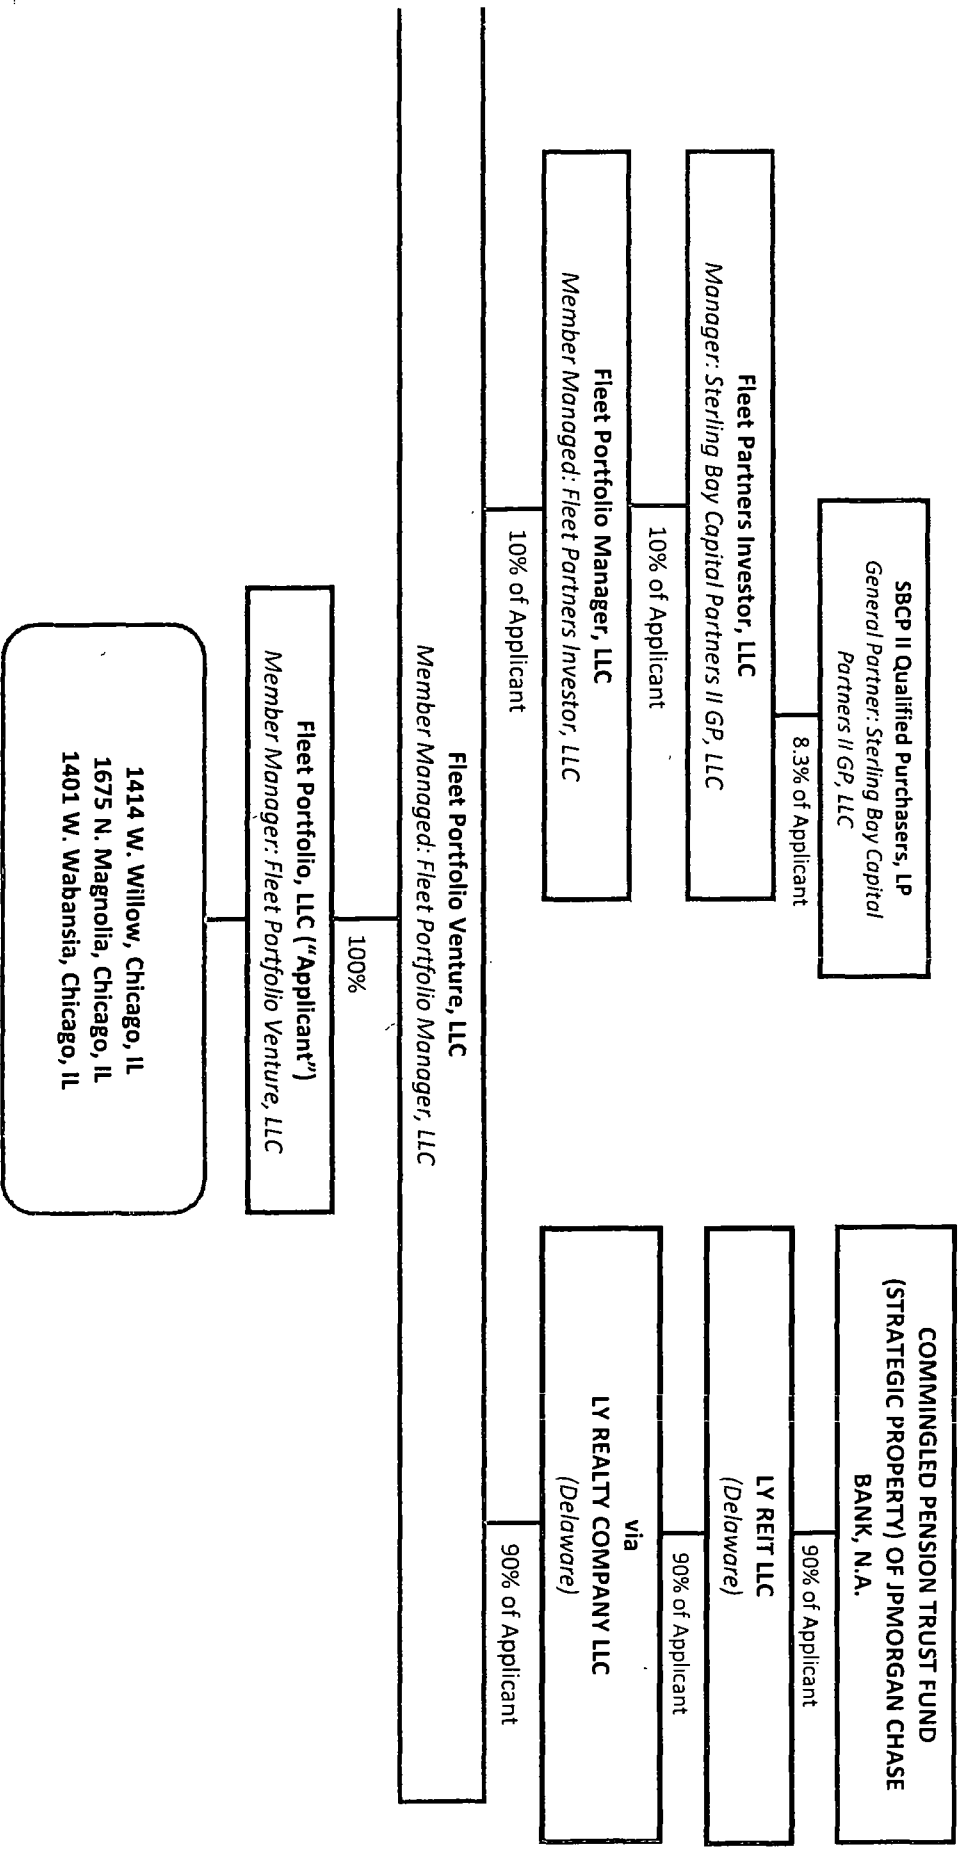 SBCP II Qualified Purchasers, LP
General Partner: Sterling Bay Capital
Partners II GP, LLC
8.3% of Applicant
Fleet Partners Investor, LLC
Manager: Sterling Bay Capital Partners II GP, LLC
10% of Applicant
Fleet Portfolio Manager, LLC
Member Managed: Fleet Partners Investor, LLC
10% of Applicant
COMMINGLED PENSION TRUST FUND
(STRATEGIC PROPERTY) OF JPMORGAN CHASE
BANK, N.A.
90% of Applicant
LY REIT LLC
(Delaware)
90% of Applicant
via
LY REALTY COMPANY LLC
(Delaware)
90% of Applicant
Fleet Portfolio Venture, LLC
Member Managed: Fleet Portfolio Manager, LLC
100%
Fleet Portfolio, LLC (“Applicant”)
Member Manager: Fleet Portfolio Venture, LLC
1414 W. Willow, Chicago, IL
1675 N. Magnolia, Chicago, IL
1401 W. Wabansia, Chicago, IL